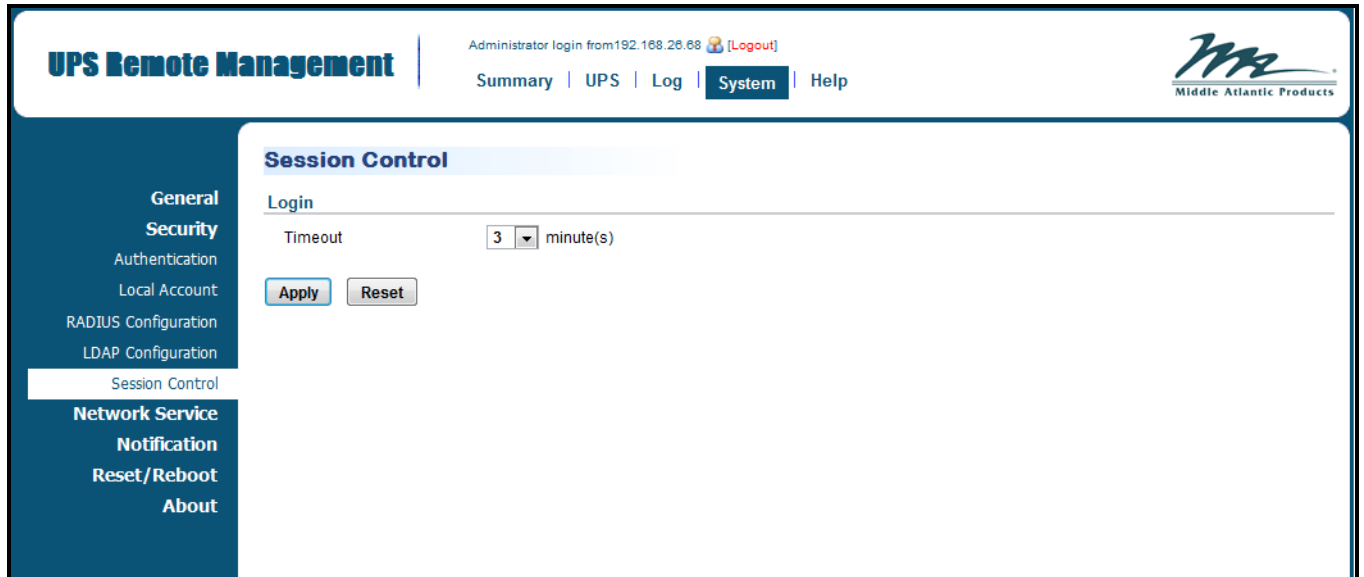 UPS Remote Management
Administrator login from192.168.26.68 [Logout]
Summary | UPS | Log | System | Help
Middle Atlantic Products
General
Security
Authentication
Local Account
RADIUS Configuration
LDAP Configuration
Session Control
Network Service
Notification
Reset/Reboot
About
Session Control
Login
Timeout 3 minute(s)
Apply Reset